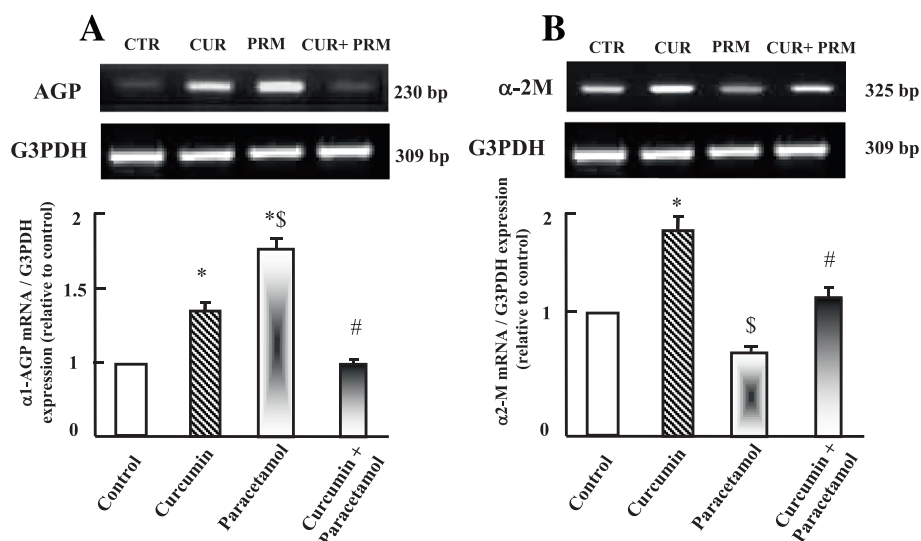 A
CTR CUR PRM CUR+ PRM
AGP
230 bp
G3PDH
309 bp
α1-AGP mRNA / G3PDH
expression (relative to control)
2
1.5
1
0
*
*$
#
Control
Curcumin
Paracetamol
Curcumin +
Paracetamol
B
CTR CUR PRM CUR+ PRM
α-2M
325 bp
G3PDH
309 bp
α2-M mRNA / G3PDH expression
(relative to control)
2
1
0
*
$
#
Control
Curcumin
Paracetamol
Curcumin +
Paracetamol